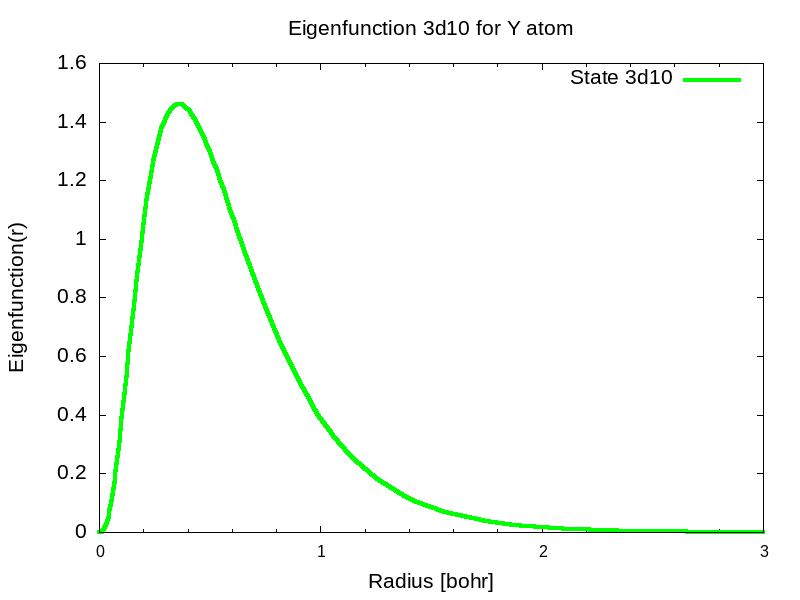 Eigenfunction 3d10 for Y atom
State 3d10
1.6
1.4
1.2
1
0.8
0.6
0.4
0.2
0
Eigenfunction(r)
0 1 2 3
Radius [bohr]